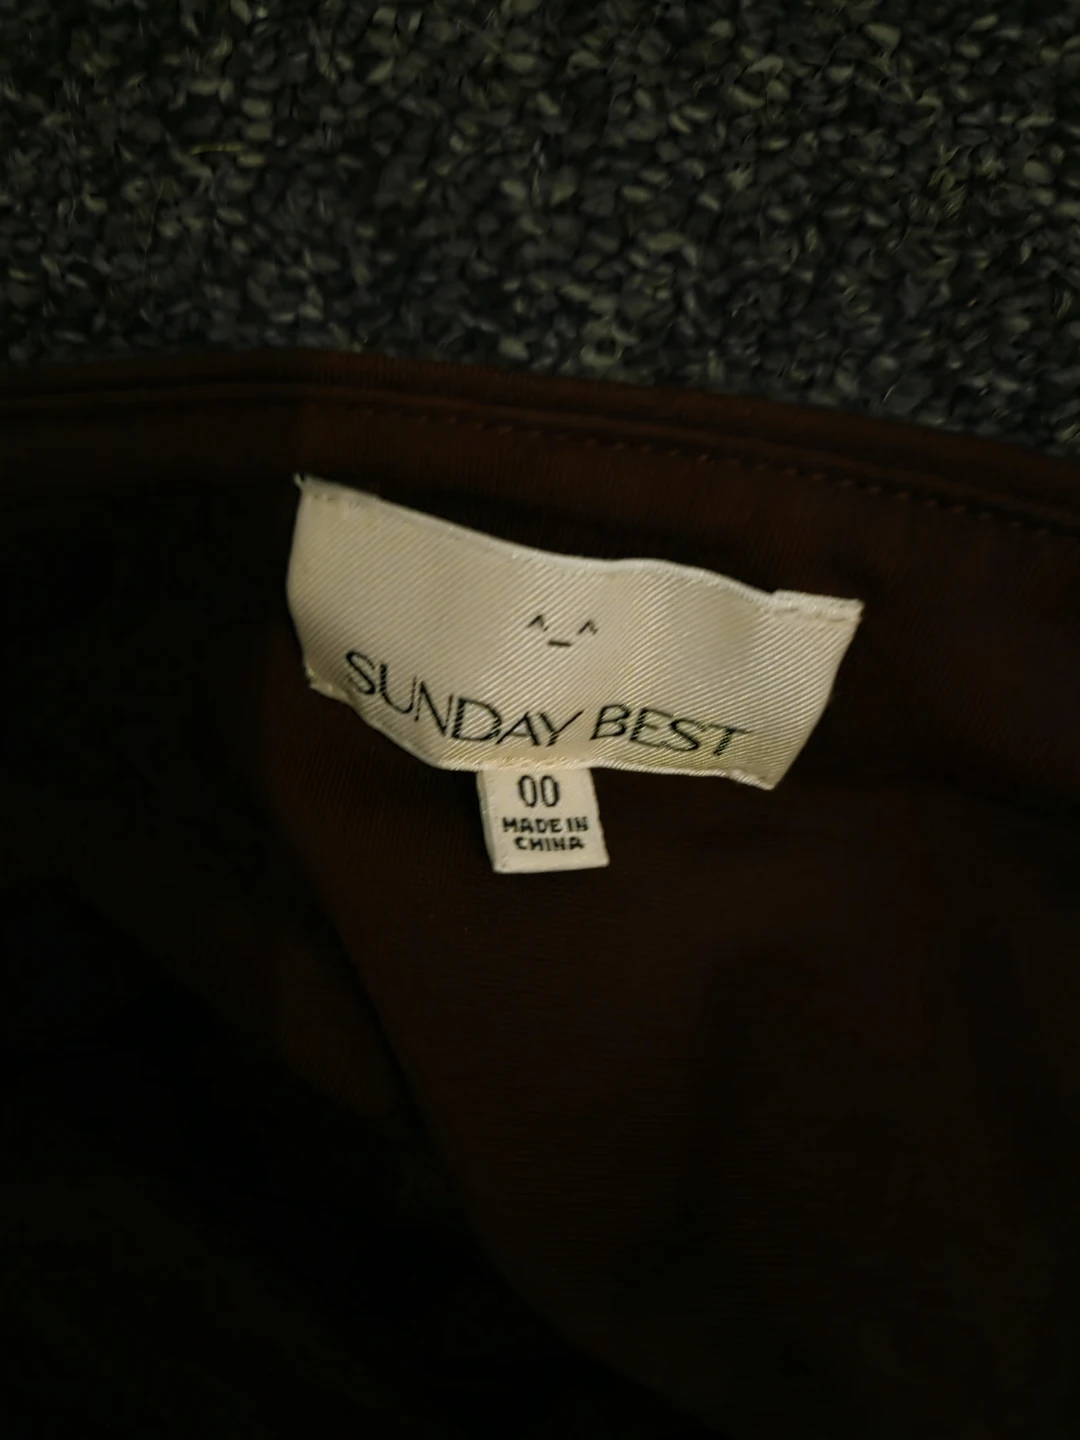 ^_^
SUNDAY BEST
00
MADE IN
CHINA